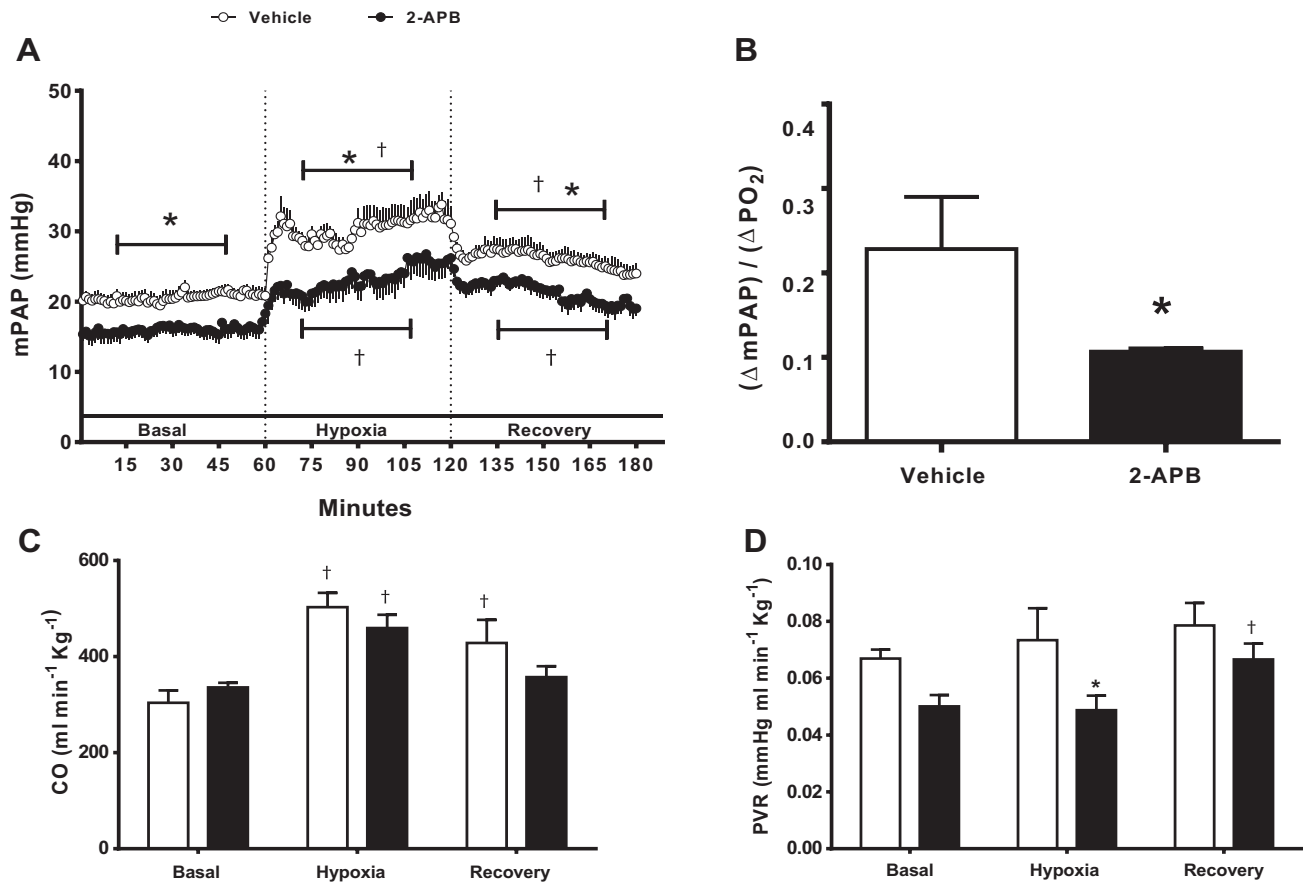 Vehicle 2-APB
A
50
40
30
20
10
0
mPAP (mmHg)
* 
* †
† *
†
†
Basal Hypoxia Recovery
15 30 45 60 75 90 105 120 135 150 165 180
Minutes
B
0.4
0.3
0.2
0.1
0.0
(Δ mPAP) / (Δ PO2)
*
Vehicle 2-APB
C
600
400
200
0
CO (ml min-1 Kg-1)
†
†
†
Basal Hypoxia Recovery
D
0.10
0.08
0.06
0.04
0.02
0.00
PVR (mmHg ml min-1 Kg-1)
*
†
Basal Hypoxia Recovery